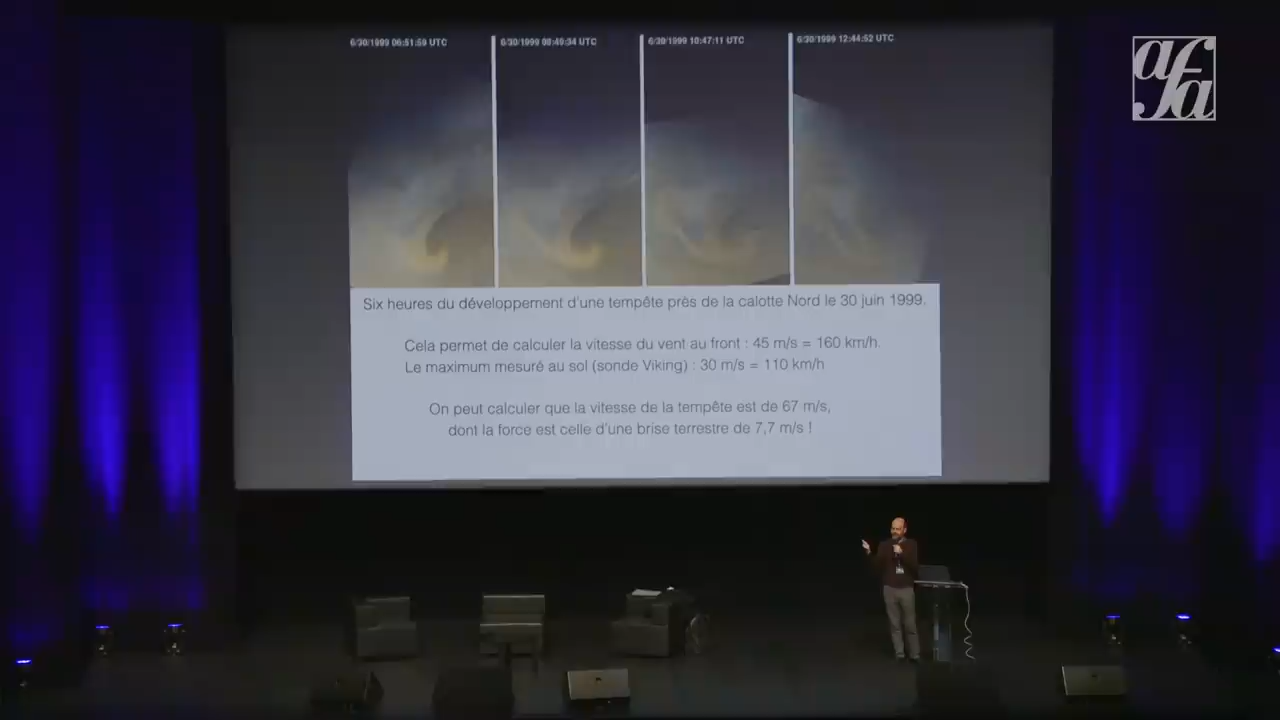 6/30/1999 06:51:59 UTC
6/30/1999 08:49:34 UTC
6/30/1999 10:47:11 UTC
6/30/1999 12:44:52 UTC
afa
Six heures du développement d'une tempête près de la calotte Nord le 30 juin 1999.
Cela permet de calculer la vitesse du vent au front : 45 m/s = 160 km/h.
Le maximum mesuré au sol (sonde Viking) : 30 m/s = 110 km/h
On peut calculer que la vitesse de la tempête est de 67 m/s,
dont la force est celle d'une brise terrestre de 7,7 m/s !